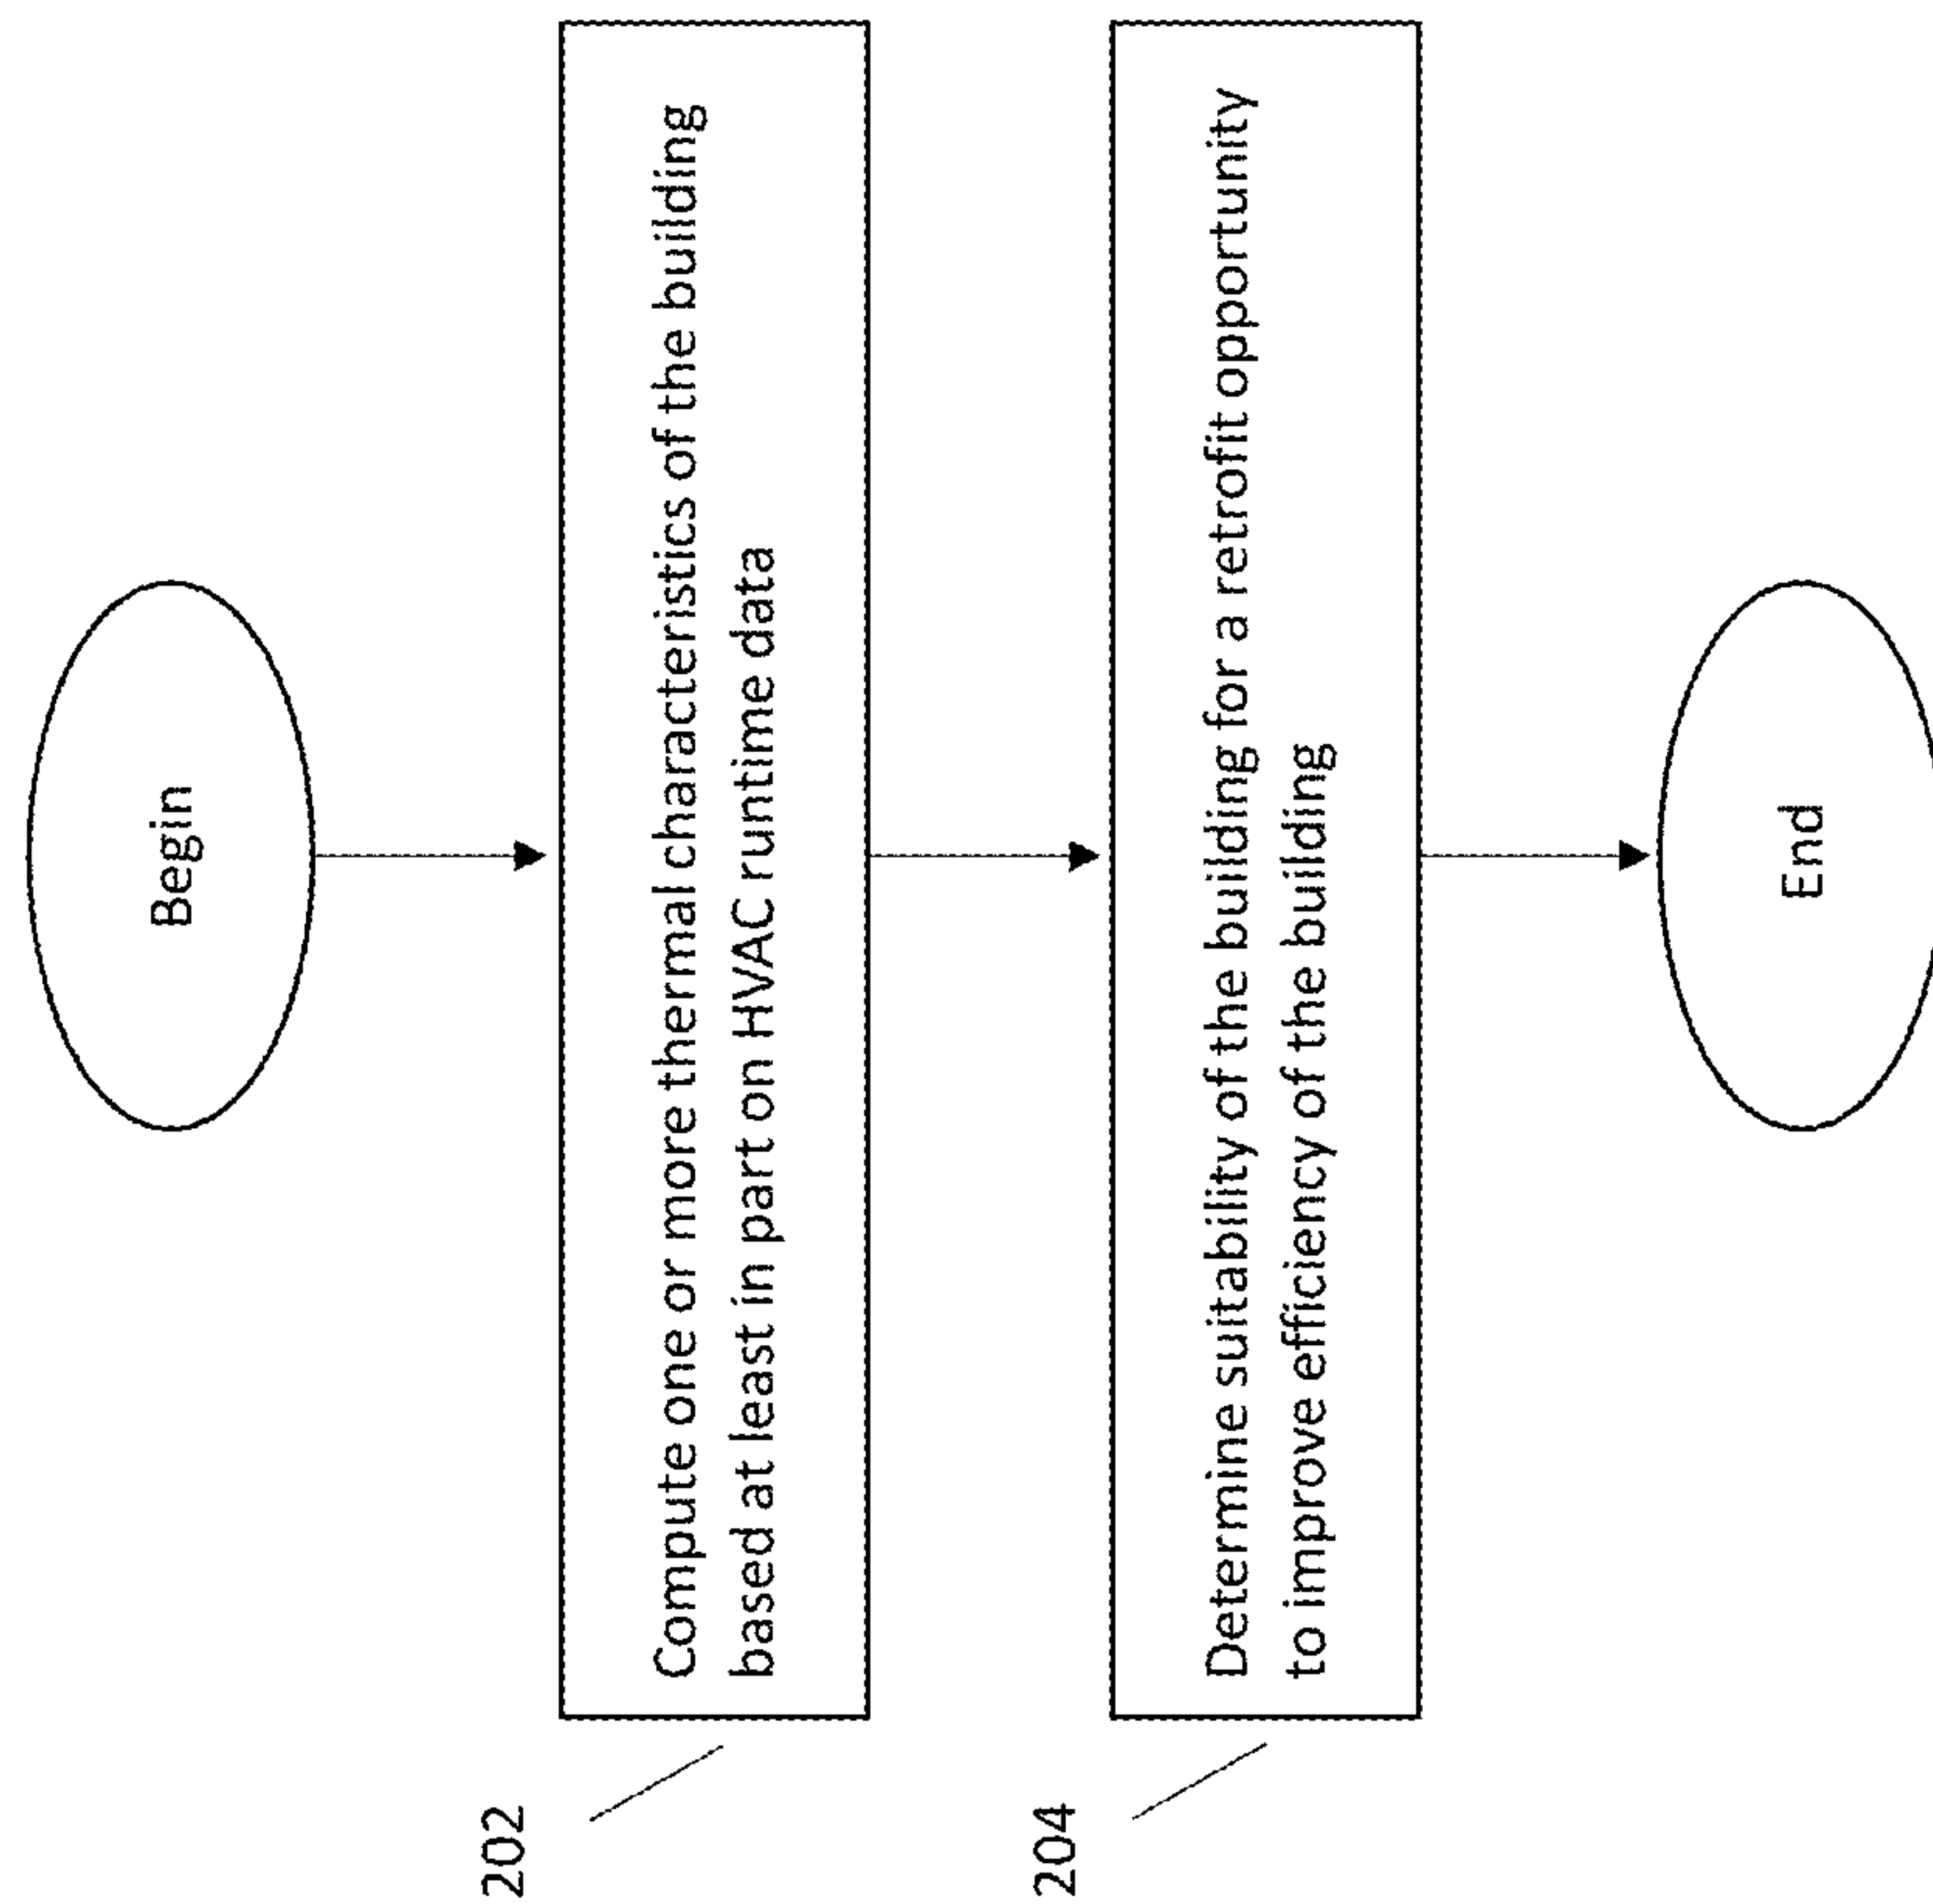 Begin
202
Compute one or more thermal characteristics of the building
based at least in part on HVAC runtime data
204
Determine suitability of the building for a retrofit opportunity
to improve efficiency of the building
End